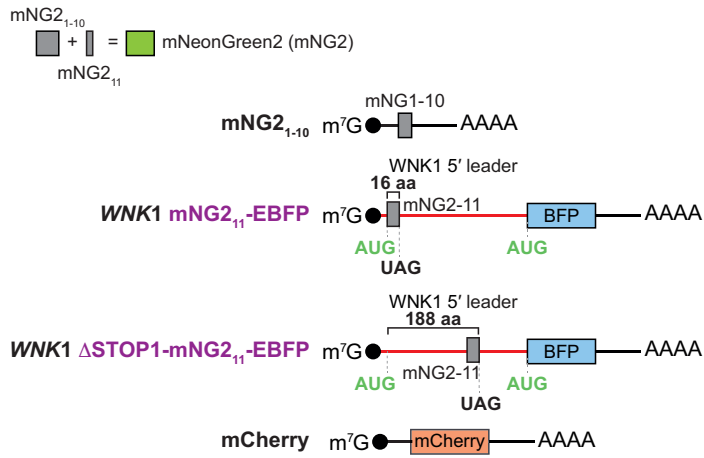 mNG2₁₋₁₀
+ = mNeonGreen2 (mNG2)
mNG2₁₁
mNG1-10
mNG2₁₋₁₀ m⁷G AAAA
WNK1 5′ leader
16 aa
mNG2-11
WNK1 mNG2₁₁-EBFP m⁷G BFP AAAA
AUG AUG
UAG
WNK1 5′ leader
188 aa
WNK1 ΔSTOP1-mNG2₁₁-EBFP m⁷G BFP AAAA
AUG mNG2-11 AUG
UAG
mCherry m⁷G mCherry AAAA